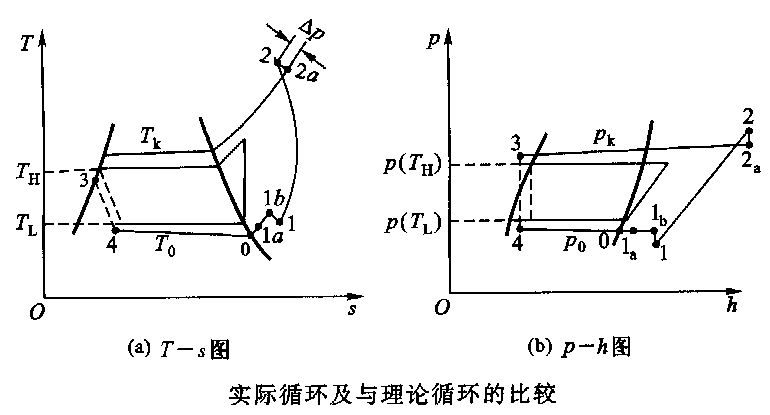 T
2
Δp
2a
T_k
T_H
3
T_L
1b
1
1a
4
T_0
0
O
s
(a) T－s图
p
3
p_k
2
2_a
p(T_H)
p(T_L)
4
p_0
0
1_a
1_b
1
O
h
(b) p－h图
实际循环及与理论循环的比较